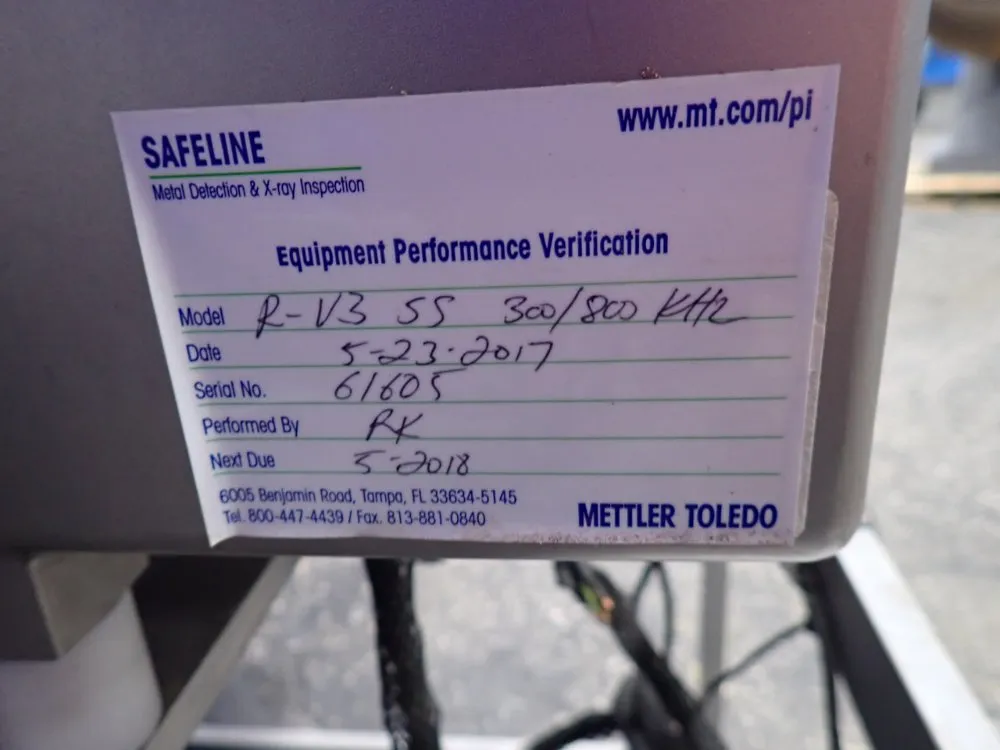 SAFELINE
www.mt.com/pi
Metal Detection & X-ray Inspection
Equipment Performance Verification
Model R-V3 SS 300/800 KHz
Date 5-23-2017
Serial No. 61605
Performed By RK
Next Due 5-2018
6005 Benjamin Road, Tampa, FL 33634-5145
Tel. 800-447-4439 / Fax. 813-881-0840
METTLER TOLEDO